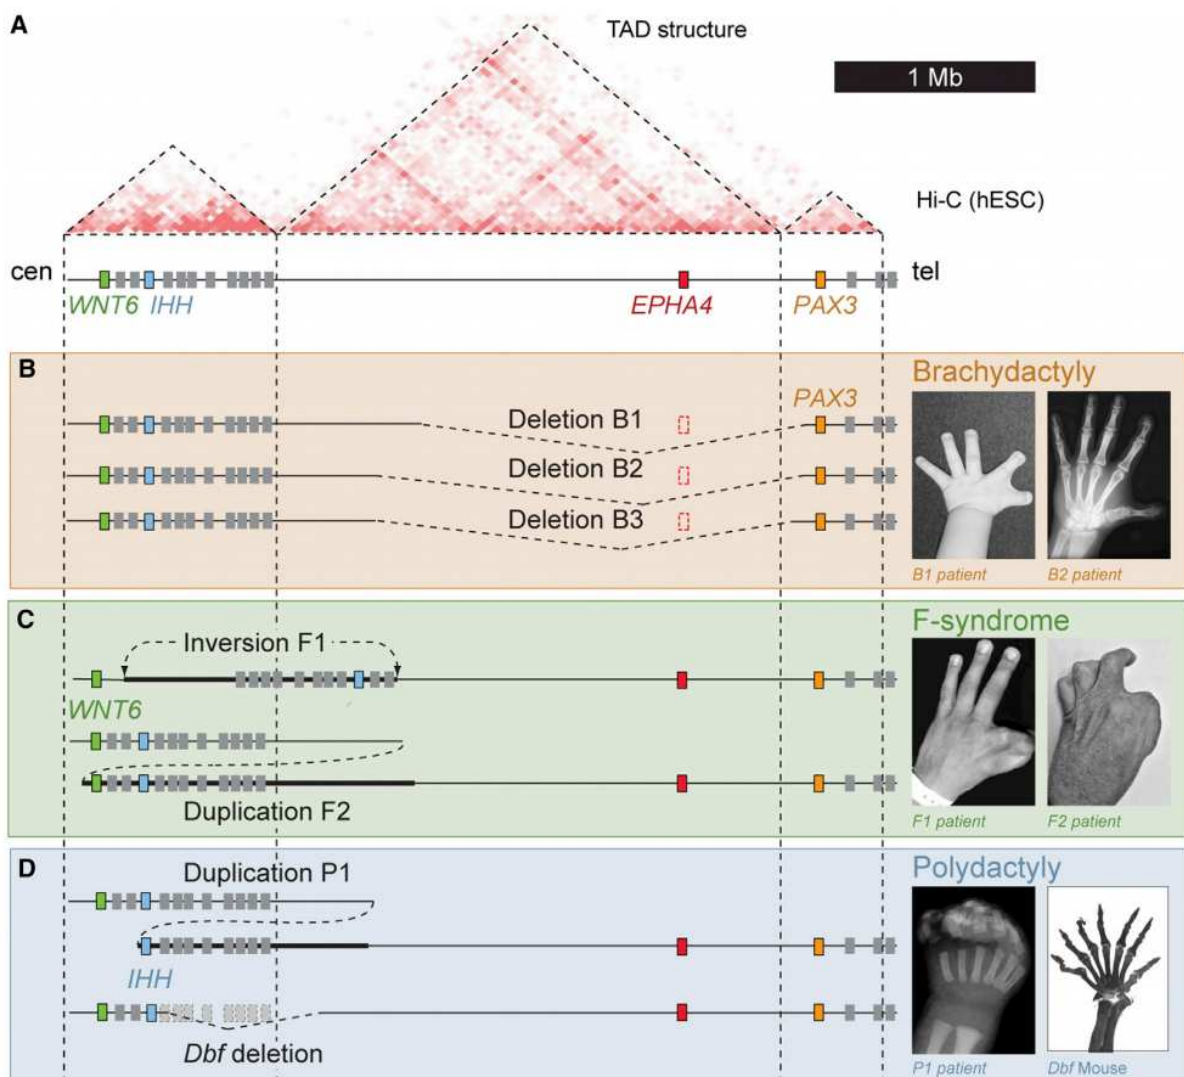 A
TAD structure
1 Mb
Hi-C (hESC)
cen
tel
WNT6 IHH
EPHA4
PAX3
B
Brachydactyly
PAX3
Deletion B1
Deletion B2
Deletion B3
B1 patient
B2 patient
C
F-syndrome
Inversion F1
WNT6
Duplication F2
F1 patient
F2 patient
D
Duplication P1
Polydactyly
IHH
Dbf deletion
P1 patient
Dbf Mouse